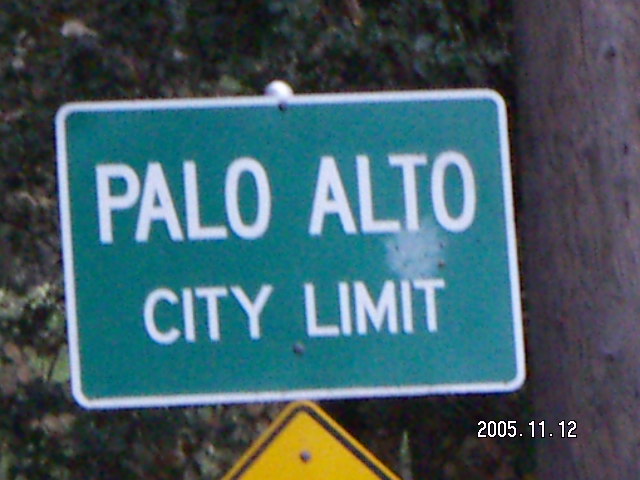 PALO ALTO
CITY LIMIT
2005.11.12